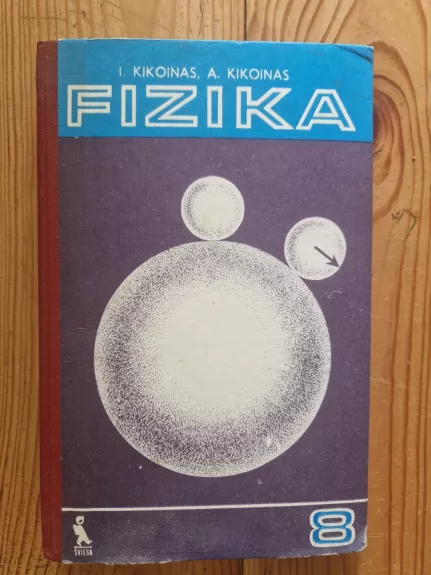 I. KIKOINAS, A. KIKOINAS
FIZIKA
8
ŠVIESA